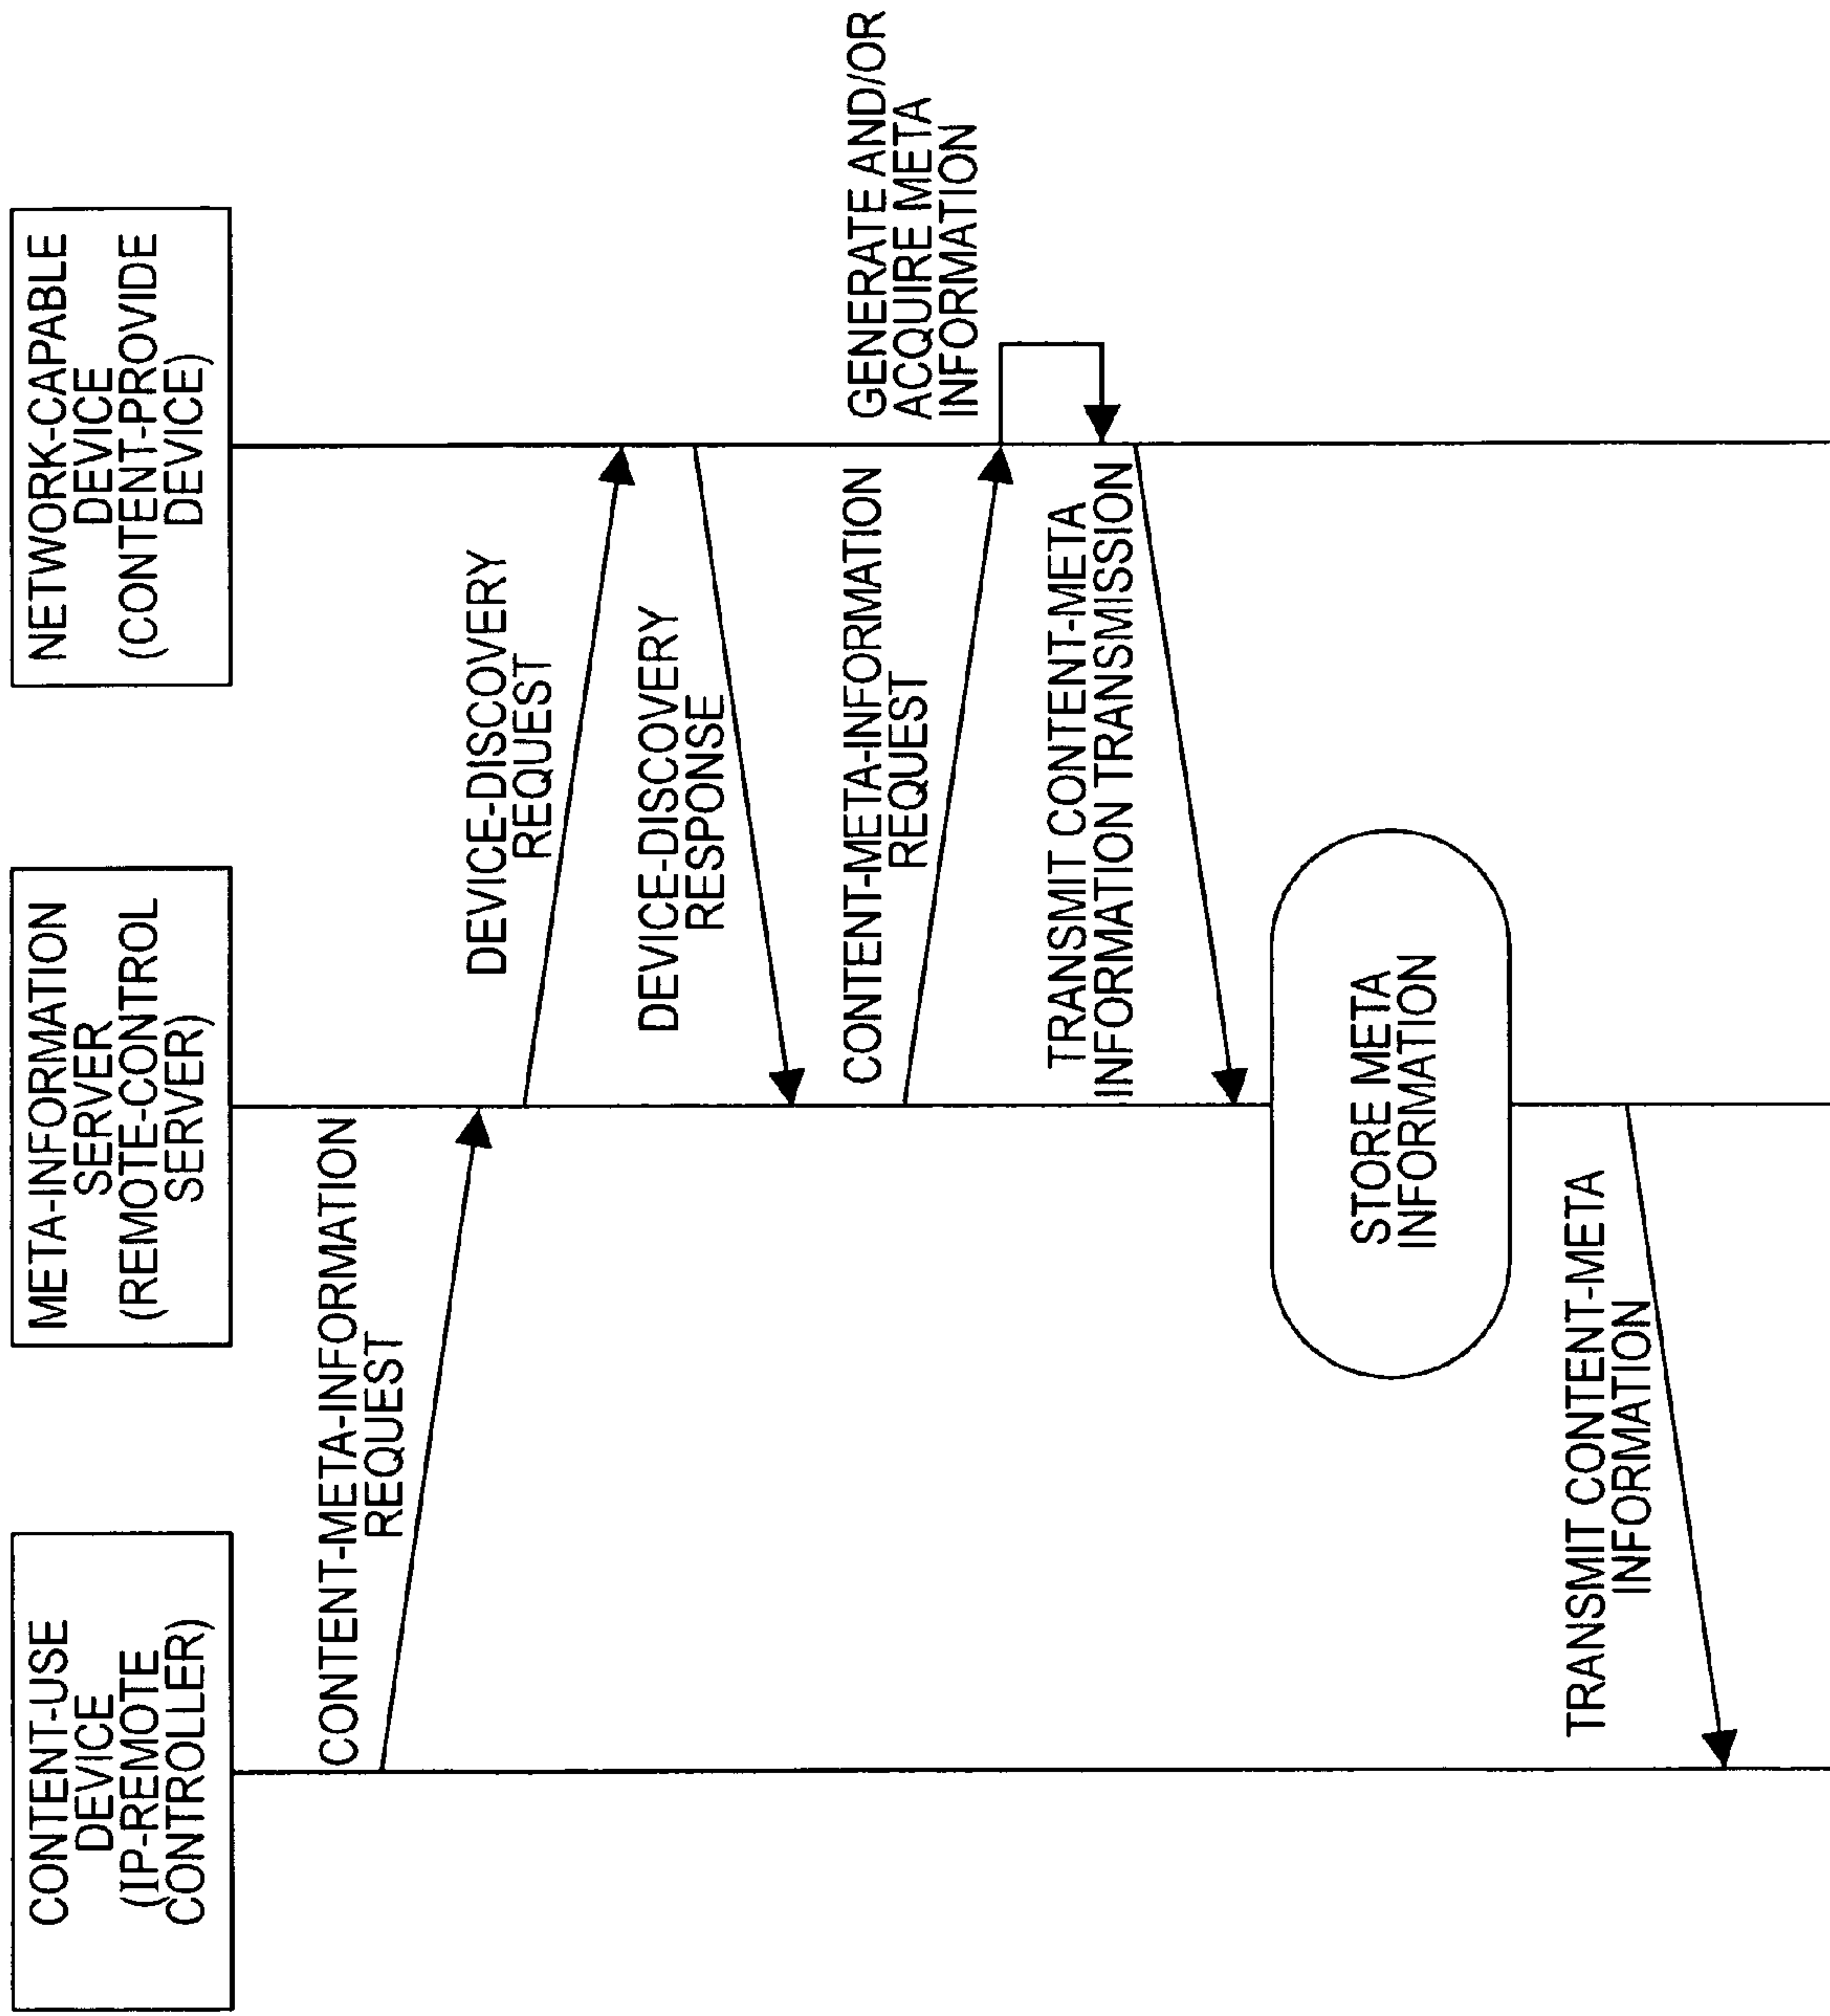 CONTENT-USE
DEVICE
(IP-REMOTE
CONTROLLER)
META-INFORMATION
SERVER
(REMOTE-CONTROL
SERVER)
NETWORK-CAPABLE
DEVICE
(CONTENT-PROVIDE
DEVICE)
CONTENT-META-INFORMATION
REQUEST
DEVICE-DISCOVERY
REQUEST
DEVICE-DISCOVERY
RESPONSE
CONTENT-META-INFORMATION
REQUEST
GENERATE AND/OR
ACQUIRE META
INFORMATION
TRANSMIT CONTENT-META
INFORMATION TRANSMISSION
STORE META
INFORMATION
TRANSMIT CONTENT-META
INFORMATION